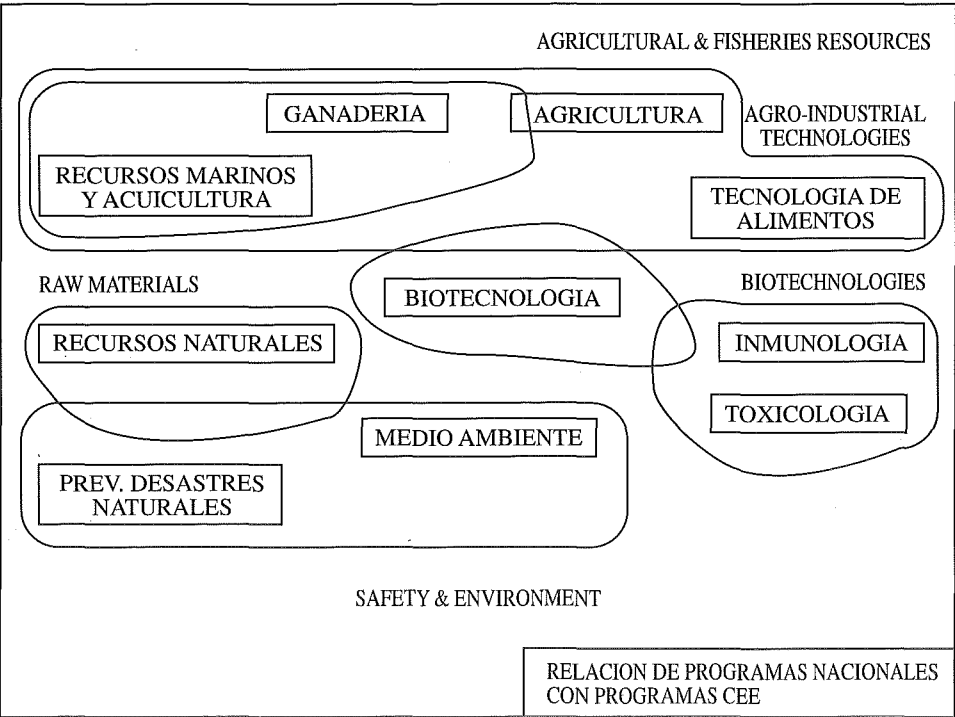 AGRICULTURAL & FISHERIES RESOURCES
GANADERIA
AGRICULTURA
AGRO-INDUSTRIAL
TECHNOLOGIES
RECURSOS MARINOS
Y ACUICULTURA
TECNOLOGIA DE
ALIMENTOS
RAW MATERIALS
BIOTECNOLOGIA
BIOTECHNOLOGIES
RECURSOS NATURALES
INMUNOLOGIA
TOXICOLOGIA
MEDIO AMBIENTE
PREV. DESASTRES
NATURALES
SAFETY & ENVIRONMENT
RELACION DE PROGRAMAS NACIONALES
CON PROGRAMAS CEE